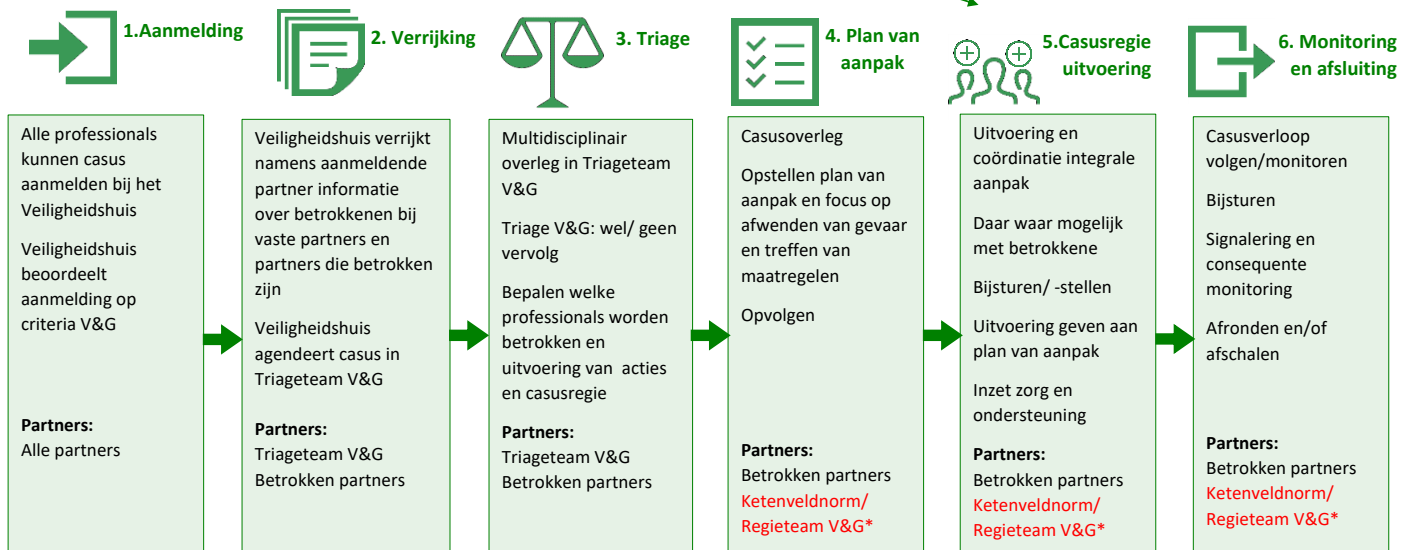 1.Aanmelding
Alle professionals
kunnen casus
aanmelden bij het
Veiligheidshuis
Veiligheidshuis
beoordeelt
aanmelding op
criteria V&G
Partners:
Alle partners
2. Verrijking
Veiligheidshuis verrijkt
namens aanmeldende
partner informatie
over betrokkenen bij
vaste partners en
partners die betrokken
zijn
Veiligheidshuis
agendeert casus in
Triageteam V&G
Partners:
Triageteam V&G
Betrokken partners
3. Triage
Multidisciplinair
overleg in Triageteam
V&G
Triage V&G: wel/ geen
vervolg
Bepalen welke
professionals worden
betrokken en
uitvoering van  acties
en casusregie
Partners:
Triageteam V&G
Betrokken partners
4. Plan van
aanpak
Casusoverleg
Opstellen plan van
aanpak en focus op
afwenden van gevaar
en treffen van
maatregelen
Opvolgen
Partners:
Betrokken partners
Ketenveldnorm/
Regieteam V&G*
5.Casusregie
uitvoering
Uitvoering en
coördinatie integrale
aanpak
Daar waar mogelijk
met betrokkene
Bijsturen/ -stellen
Uitvoering geven aan
plan van aanpak
Inzet zorg en
ondersteuning
Partners:
Betrokken partners
Ketenveldnorm/
Regieteam V&G*
6. Monitoring
en afsluiting
Casusverloop
volgen/monitoren
Bijsturen
Signalering en
consequente
monitoring
Afronden en/of
afschalen
Partners:
Betrokken partners
Ketenveldnorm/
Regieteam V&G*